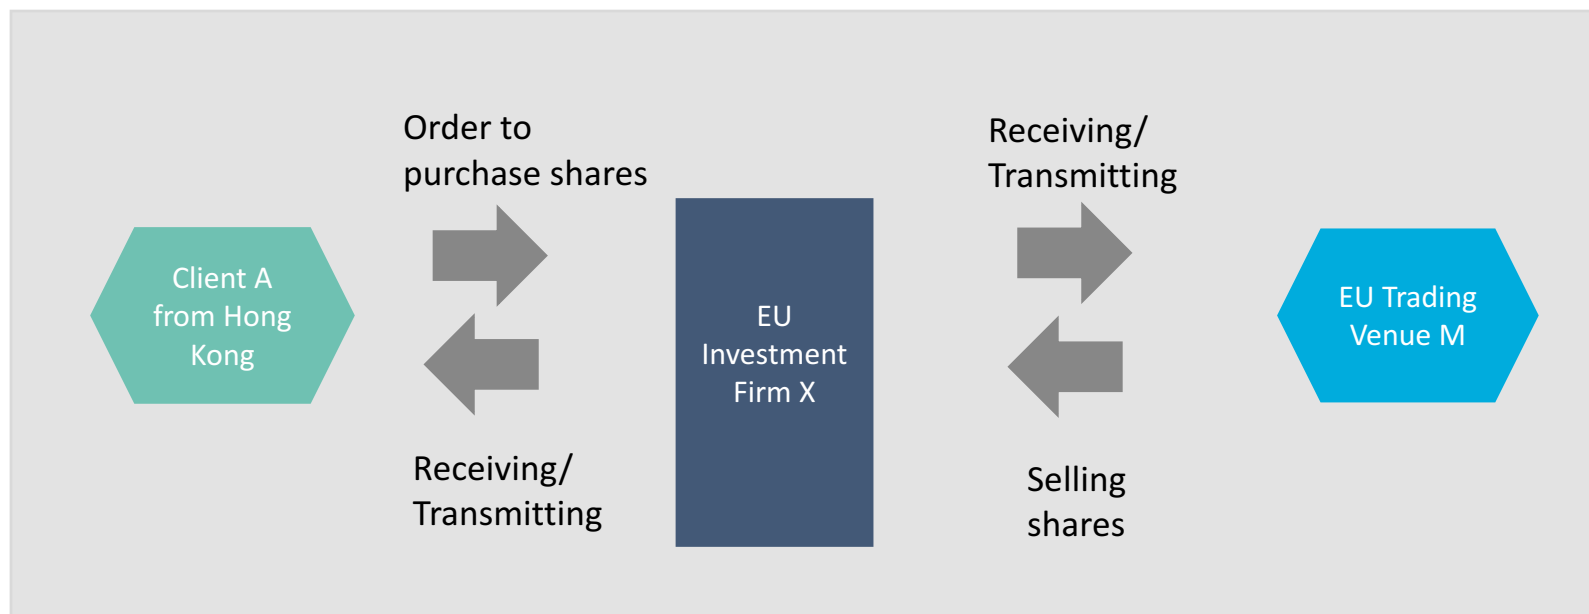 Order to
purchase shares
Receiving/
Transmitting
Client A
from Hong
Kong
EU
Investment
Firm X
EU Trading
Venue M
Receiving/
Transmitting
Selling
shares